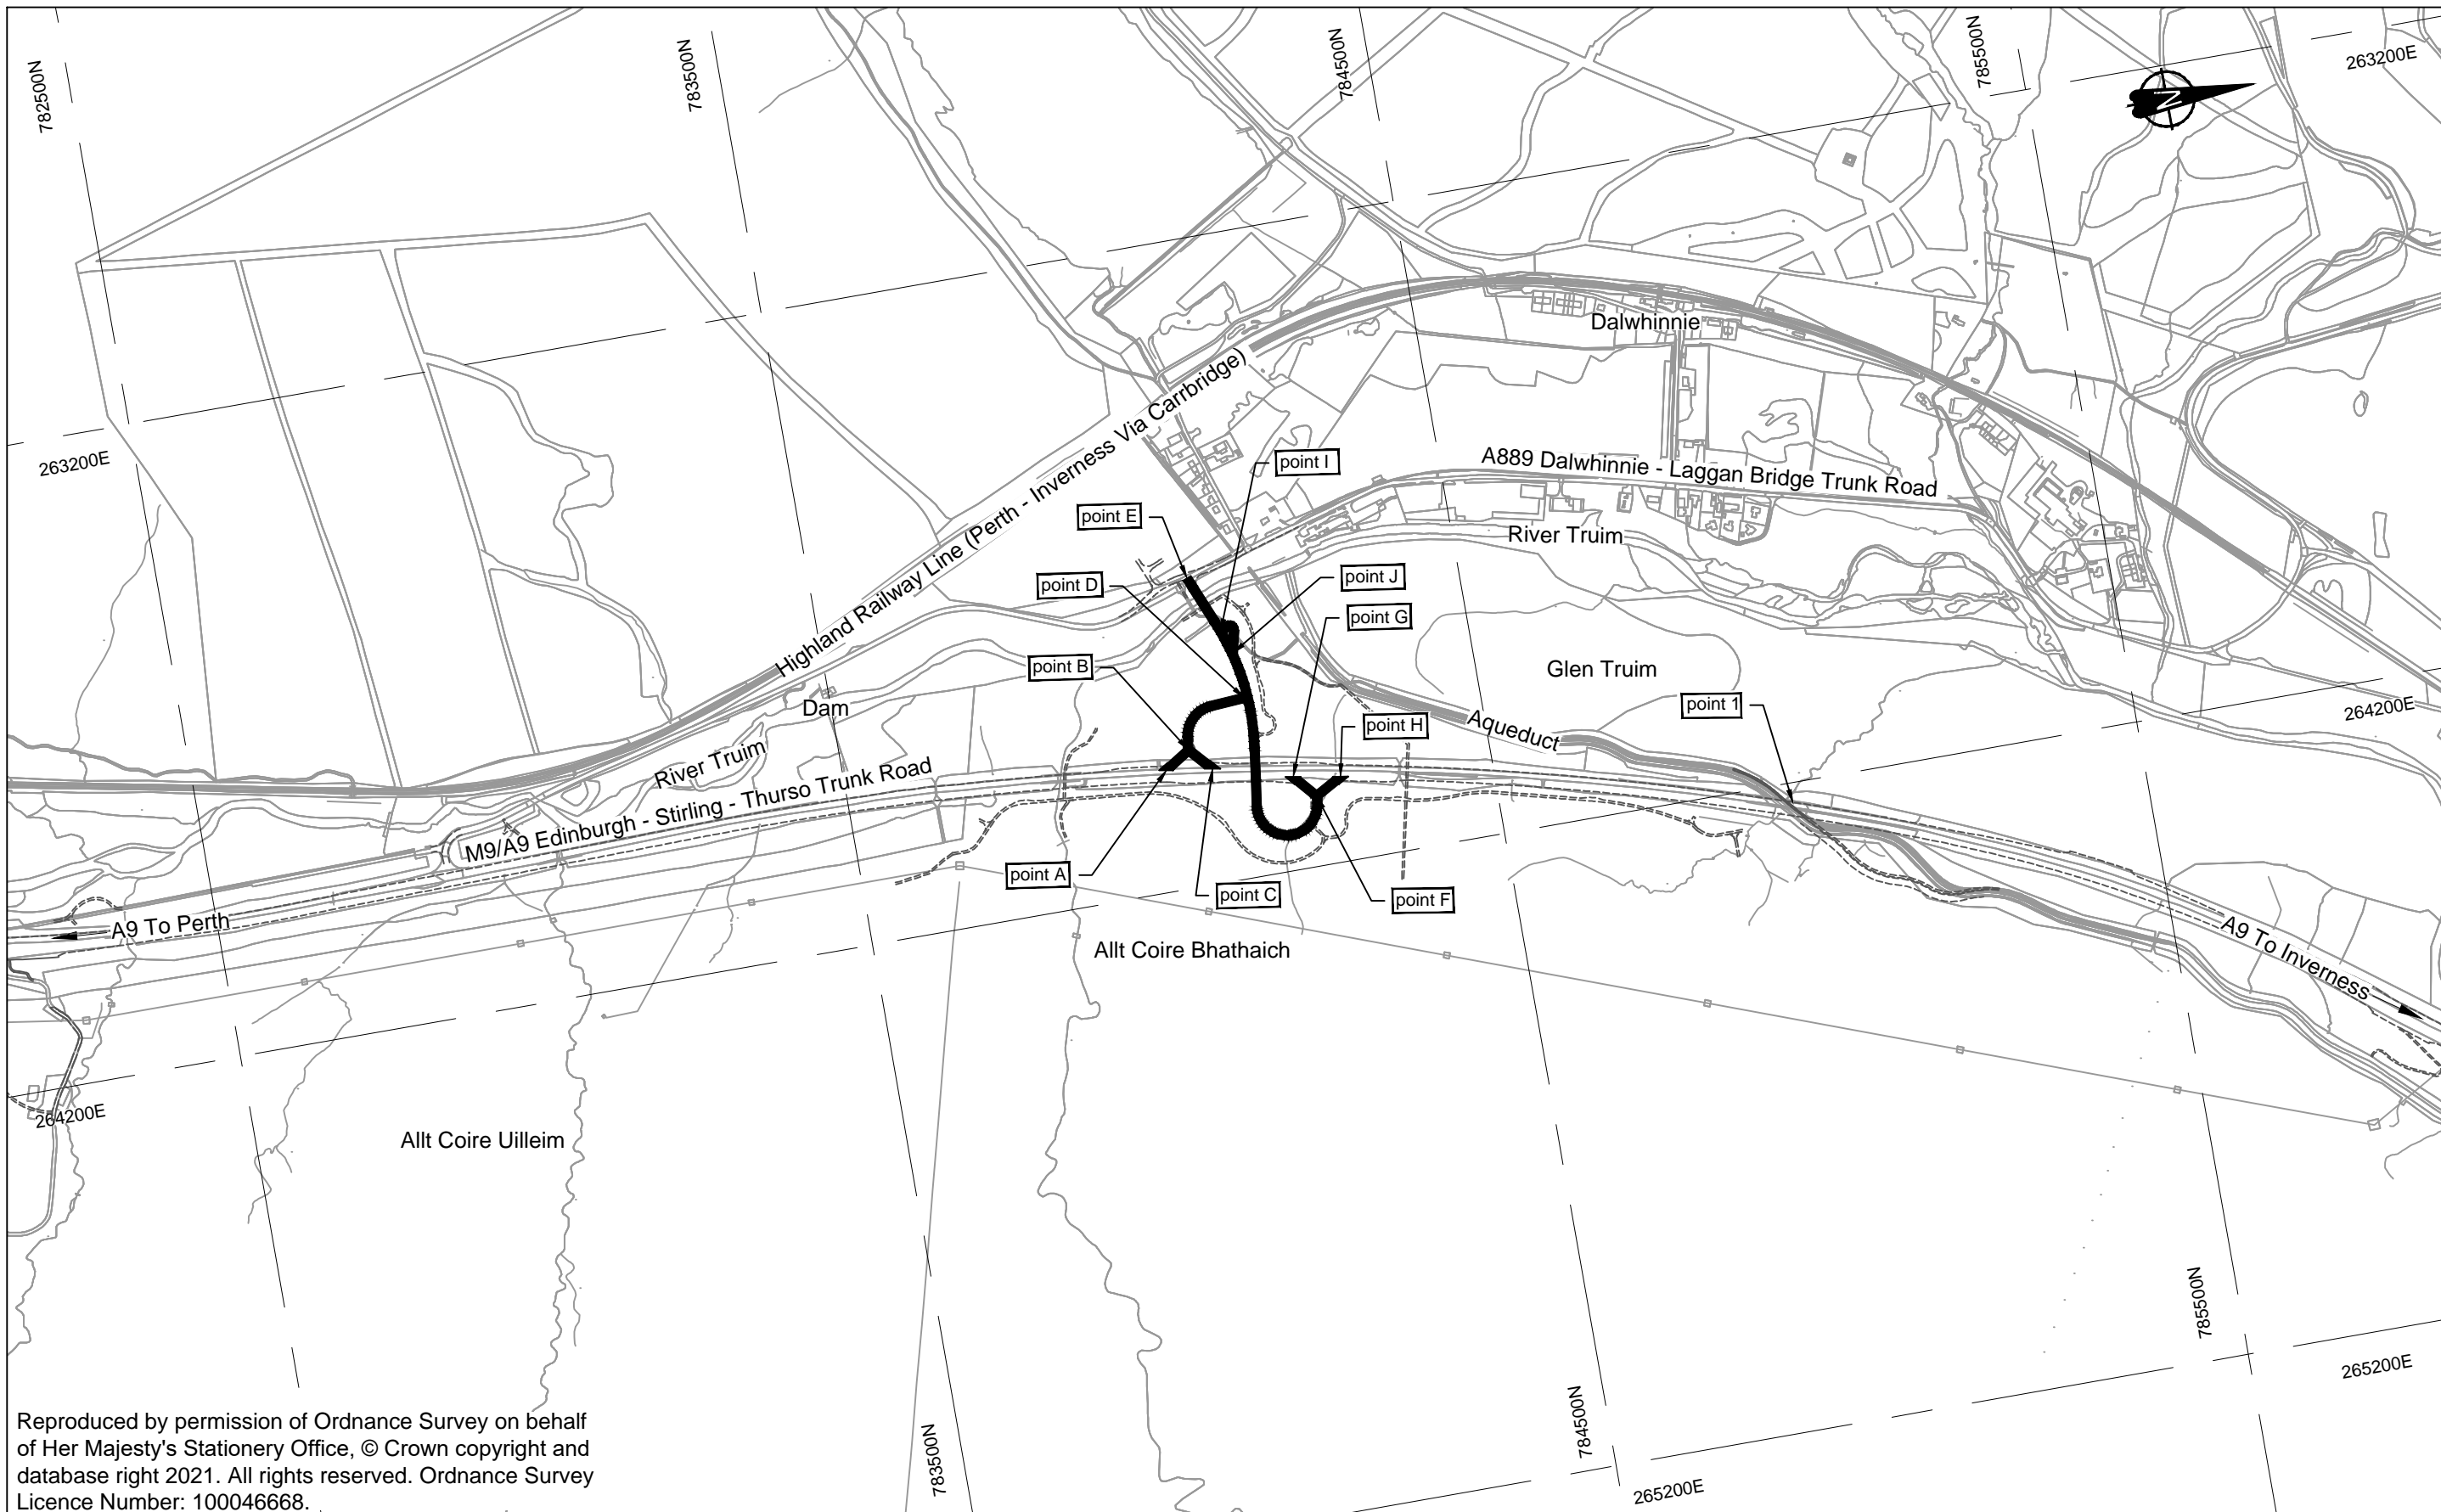 782500N
783500N
784500N
785500N
263200E
N
Dalwhinnie
263200E
Highland Railway Line (Perth - Inverness Via Carrbridge)
point I
A889 Dalwhinnie - Laggan Bridge Trunk Road
point E
River Truim
point D
point J
point G
point B
Glen Truim
Dam
point 1
264200E
point H
Aqueduct
River Truim
M9/A9 Edinburgh - Stirling - Thurso Trunk Road
point A
point C
point F
A9 To Perth
A9 To Inverness
Allt Coire Bhathaich
264200E
Allt Coire Uilleim
785500N
265200E
784500N
783500N
265200E
Reproduced by permission of Ordnance Survey on behalf
of Her Majesty's Stationery Office, © Crown copyright and
database right 2021. All rights reserved. Ordnance Survey
Licence Number: 100046668.